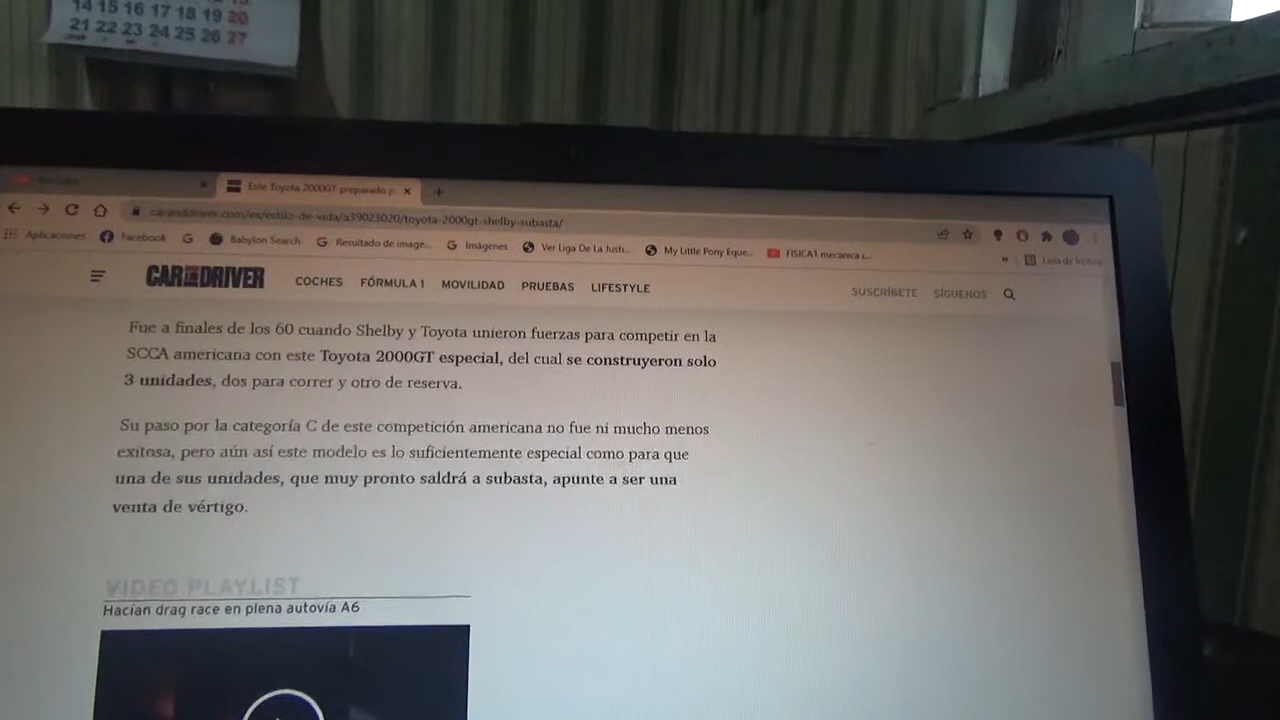 14 15 16 17 18 19 20
21 22 23 24 25 26 27
Este Toyota 2000GT preparado p
caranddriver.com/es/estilo-de-vida/a39023020/toyota-2000gt-shelby-subasta/
Aplicaciones Facebook Babylon Search Resultado de image... Imágenes Ver Liga De La Justi... My Little Pony Eque... FISICA1 mecanica c... » Lista de lectura
CAR AND DRIVER COCHES FÓRMULA 1 MOVILIDAD PRUEBAS LIFESTYLE SUSCRÍBETE SÍGUENOS
Fue a finales de los 60 cuando Shelby y Toyota unieron fuerzas para competir en la
SCCA americana con este Toyota 2000GT especial, del cual se construyeron solo
3 unidades, dos para correr y otro de reserva.
Su paso por la categoría C de este competición americana no fue ni mucho menos
exitosa, pero aún así este modelo es lo suficientemente especial como para que
una de sus unidades, que muy pronto saldrá a subasta, apunte a ser una
venta de vértigo.
VIDEO PLAYLIST
Hacían drag race en plena autovía A6